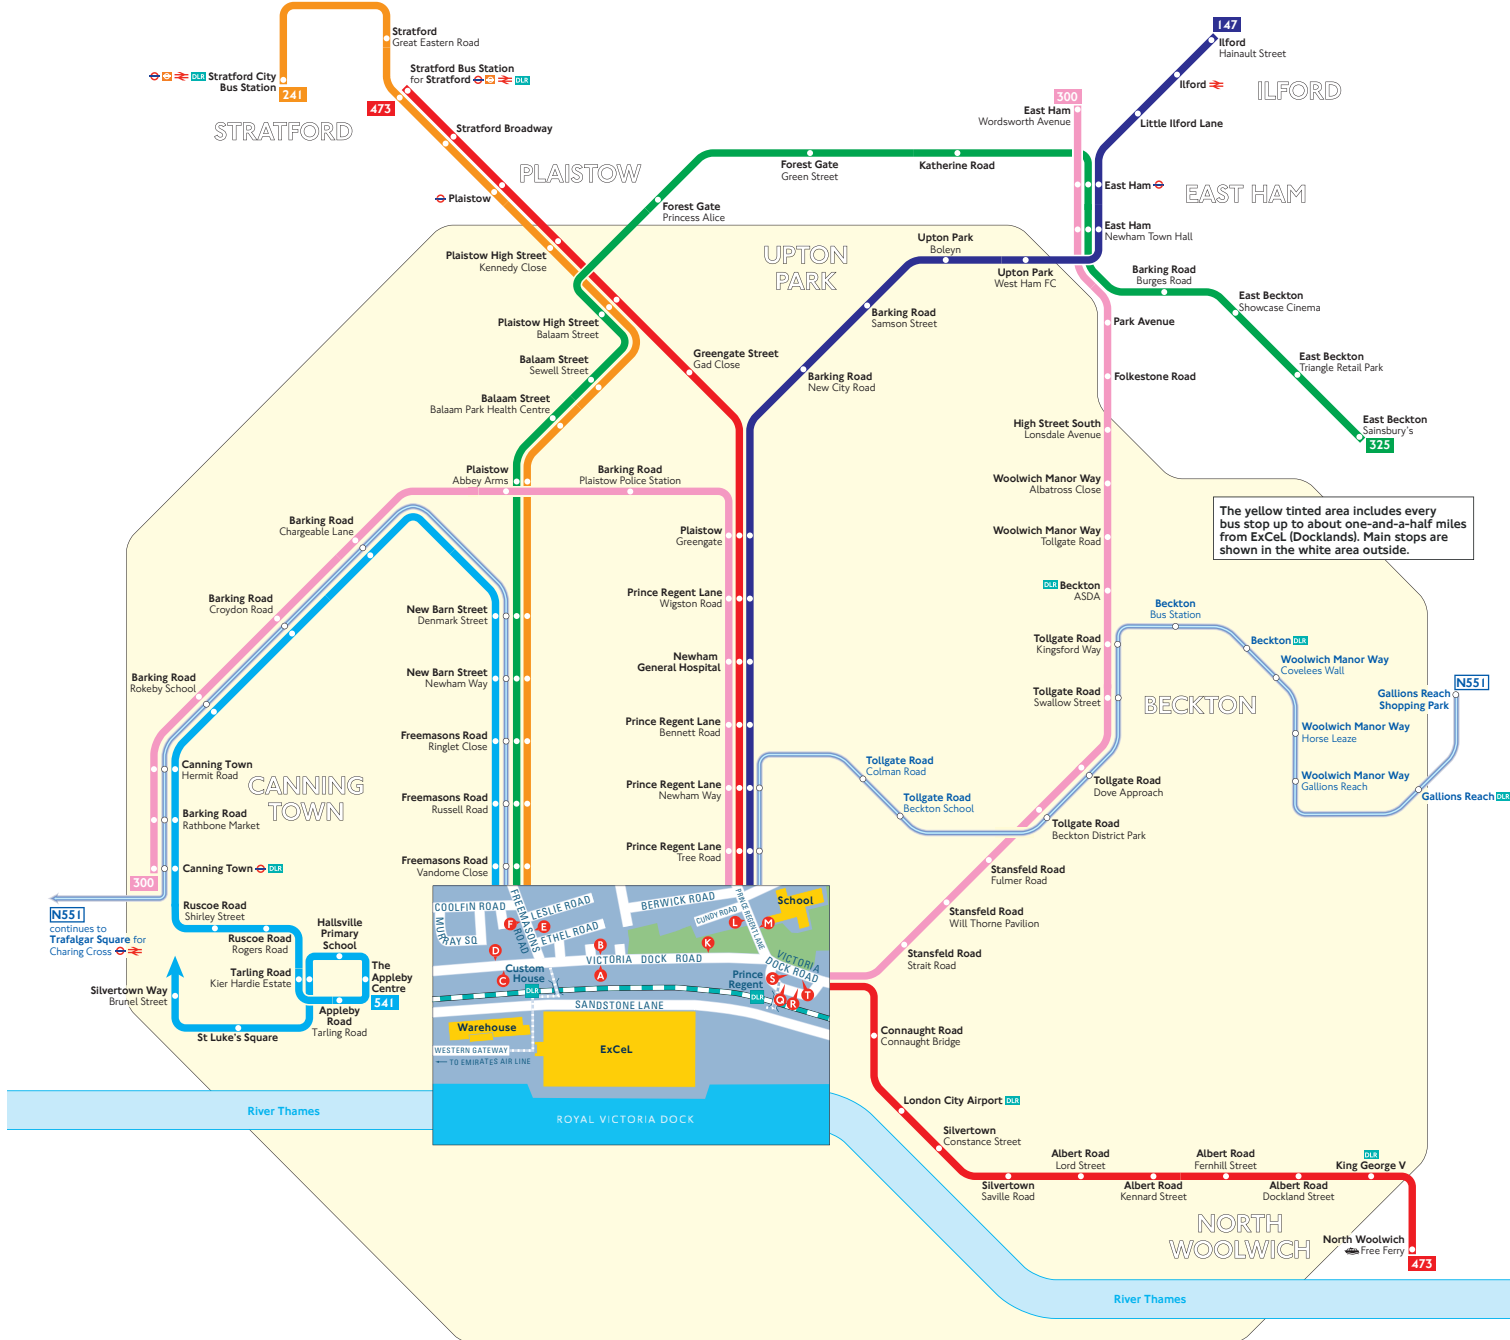 147
Stratford
Great Eastern Road
Ilford
Hainault Street
DLR Stratford City
Bus Station
241
Stratford Bus Station
for Stratford DLR
473
Ilford
ILFORD
300
East Ham
Wordsworth Avenue
STRATFORD
Stratford Broadway
Little Ilford Lane
PLAISTOW
Forest Gate
Green Street
Katherine Road
Plaistow
East Ham
EAST HAM
Forest Gate
Princess Alice
East Ham
Newham Town Hall
Plaistow High Street
Kennedy Close
UPTON
PARK
Upton Park
Boleyn
Upton Park
West Ham FC
Barking Road
Burges Road
East Beckton
Showcase Cinema
Plaistow High Street
Balaam Street
Barking Road
Samson Street
Park Avenue
Balaam Street
Sewell Street
Greengate Street
Gad Close
Barking Road
New City Road
Folkestone Road
East Beckton
Triangle Retail Park
Balaam Street
Balaam Park Health Centre
High Street South
Lonsdale Avenue
East Beckton
Sainsbury's
325
Plaistow
Abbey Arms
Barking Road
Plaistow Police Station
Woolwich Manor Way
Albatross Close
Barking Road
Chargeable Lane
Plaistow
Greengate
Woolwich Manor Way
Tollgate Road
The yellow tinted area includes every
bus stop up to about one-and-a-half miles
from ExCeL (Docklands). Main stops are
shown in the white area outside.
Barking Road
Croydon Road
New Barn Street
Denmark Street
Prince Regent Lane
Wigston Road
DLR Beckton
ASDA
Beckton
Bus Station
Tollgate Road
Kingsford Way
Beckton DLR
Barking Road
Rokeby School
New Barn Street
Newham Way
Newham
General Hospital
Woolwich Manor Way
Covelees Wall
Tollgate Road
Swallow Street
BECKTON
N551
Gallions Reach
Shopping Park
Freemasons Road
Ringlet Close
Prince Regent Lane
Bennett Road
Woolwich Manor Way
Horse Leaze
Canning Town
Hermit Road
CANNING
TOWN
Freemasons Road
Russell Road
Prince Regent Lane
Newham Way
Tollgate Road
Colman Road
Tollgate Road
Beckton School
Tollgate Road
Dove Approach
Woolwich Manor Way
Gallions Reach
Gallions Reach DLR
Barking Road
Rathbone Market
Tollgate Road
Beckton District Park
Canning Town DLR
300
Freemasons Road
Vandome Close
Prince Regent Lane
Tree Road
Stansfeld Road
Fulmer Road
N551
continues to
Trafalgar Square for
Charing Cross
Ruscoe Road
Shirley Street
Ruscoe Road
Rogers Road
Hallsville
Primary
School
Stansfeld Road
Will Thorne Pavilion
Stansfeld Road
Strait Road
Tarling Road
Kier Hardie Estate
The
Appleby
Centre
541
Silvertown Way
Brunel Street
Appleby
Road
Tarling Road
St Luke's Square
COOLFIN ROAD
FREEMASONS
ROAD
LESLIE ROAD
BERWICK ROAD
PRINCE REGENT LANE
School
CUNDY ROAD
MURRAY SQ
ETHEL ROAD
F
E
L
M
D
B
K
VICTORIA DOCK ROAD
VICTORIA
DOCK ROAD
Custom
House
DLR
C
A
Prince
Regent
DLR
S
Q
R
T
SANDSTONE LANE
Warehouse
ExCeL
WESTERN GATEWAY
TO EMIRATES AIR LINE
ROYAL VICTORIA DOCK
Connaught Road
Connaught Bridge
London City Airport DLR
Silvertown
Constance Street
River Thames
Silvertown
Saville Road
Albert Road
Lord Street
Albert Road
Kennard Street
Albert Road
Fernhill Street
Albert Road
Dockland Street
DLR
King George V
NORTH
WOOLWICH
North Woolwich
Free Ferry
473
River Thames